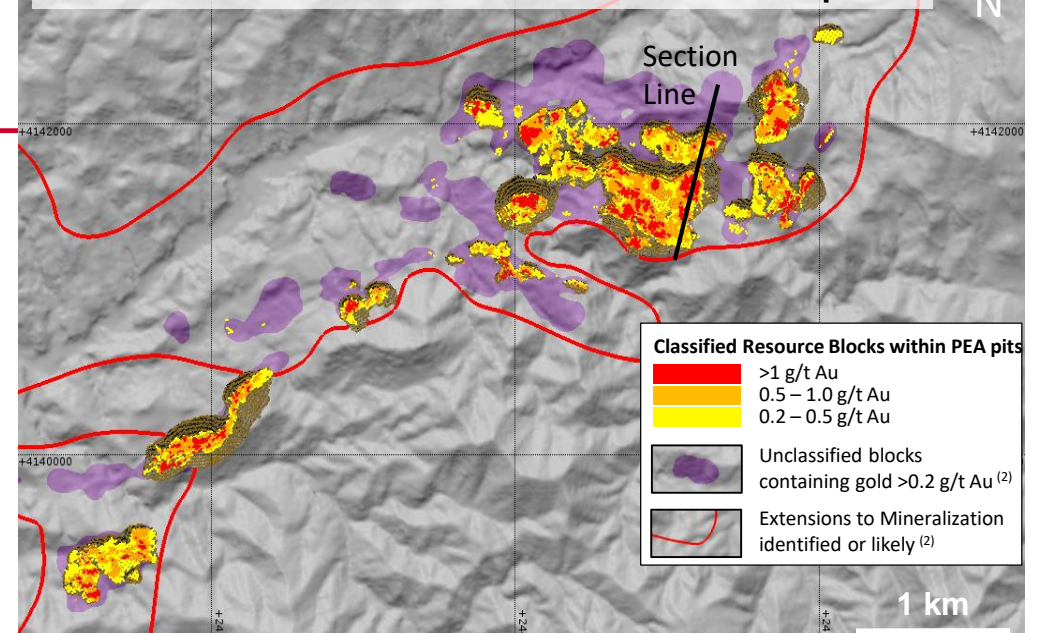 N
Section
Line
+4142000
+4142000
Classified Resource Blocks within PEA pits
>1 g/t Au
0.5 – 1.0 g/t Au
0.2 – 0.5 g/t Au
Unclassified blocks
containing gold >0.2 g/t Au (2)
+4140000
Extensions to Mineralization
identified or likely (2)
1 km
+24
+24
+24